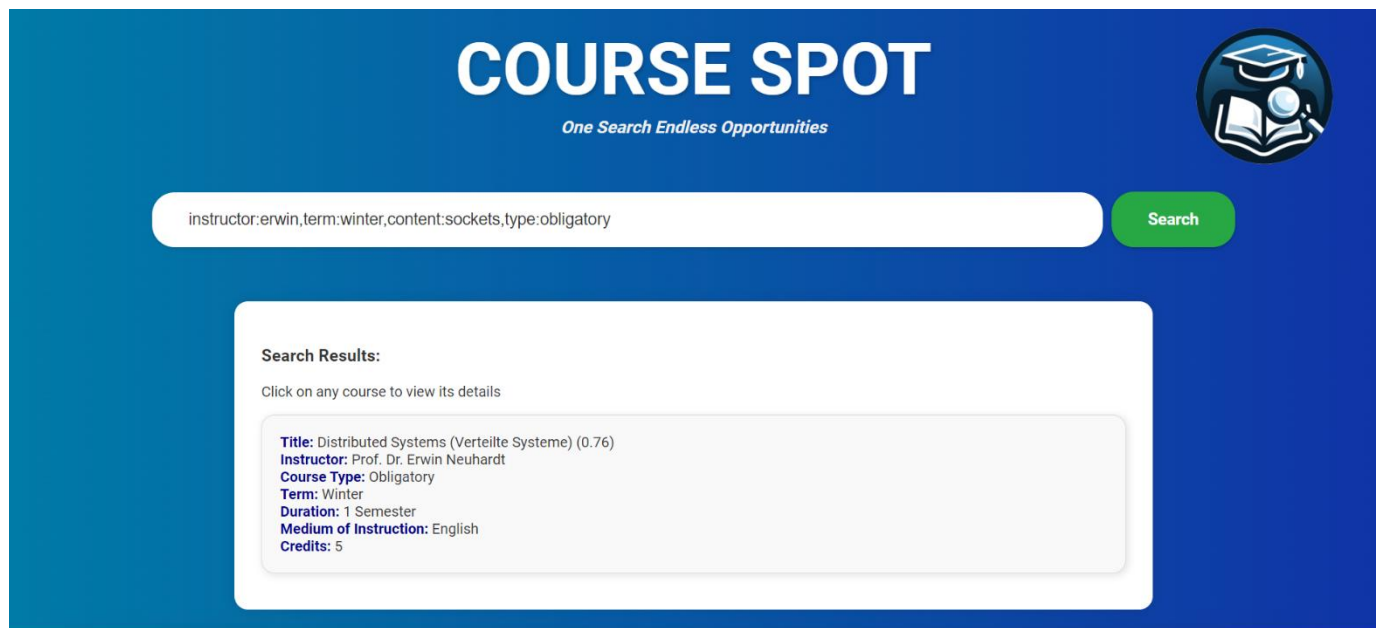 COURSE SPOT
One Search Endless Opportunities
instructor:erwin,term:winter,content:sockets,type:obligatory
Search
Search Results:
Click on any course to view its details
Title: Distributed Systems (Verteilte Systeme) (0.76)
Instructor: Prof. Dr. Erwin Neuhardt
Course Type: Obligatory
Term: Winter
Duration: 1 Semester
Medium of Instruction: English
Credits: 5